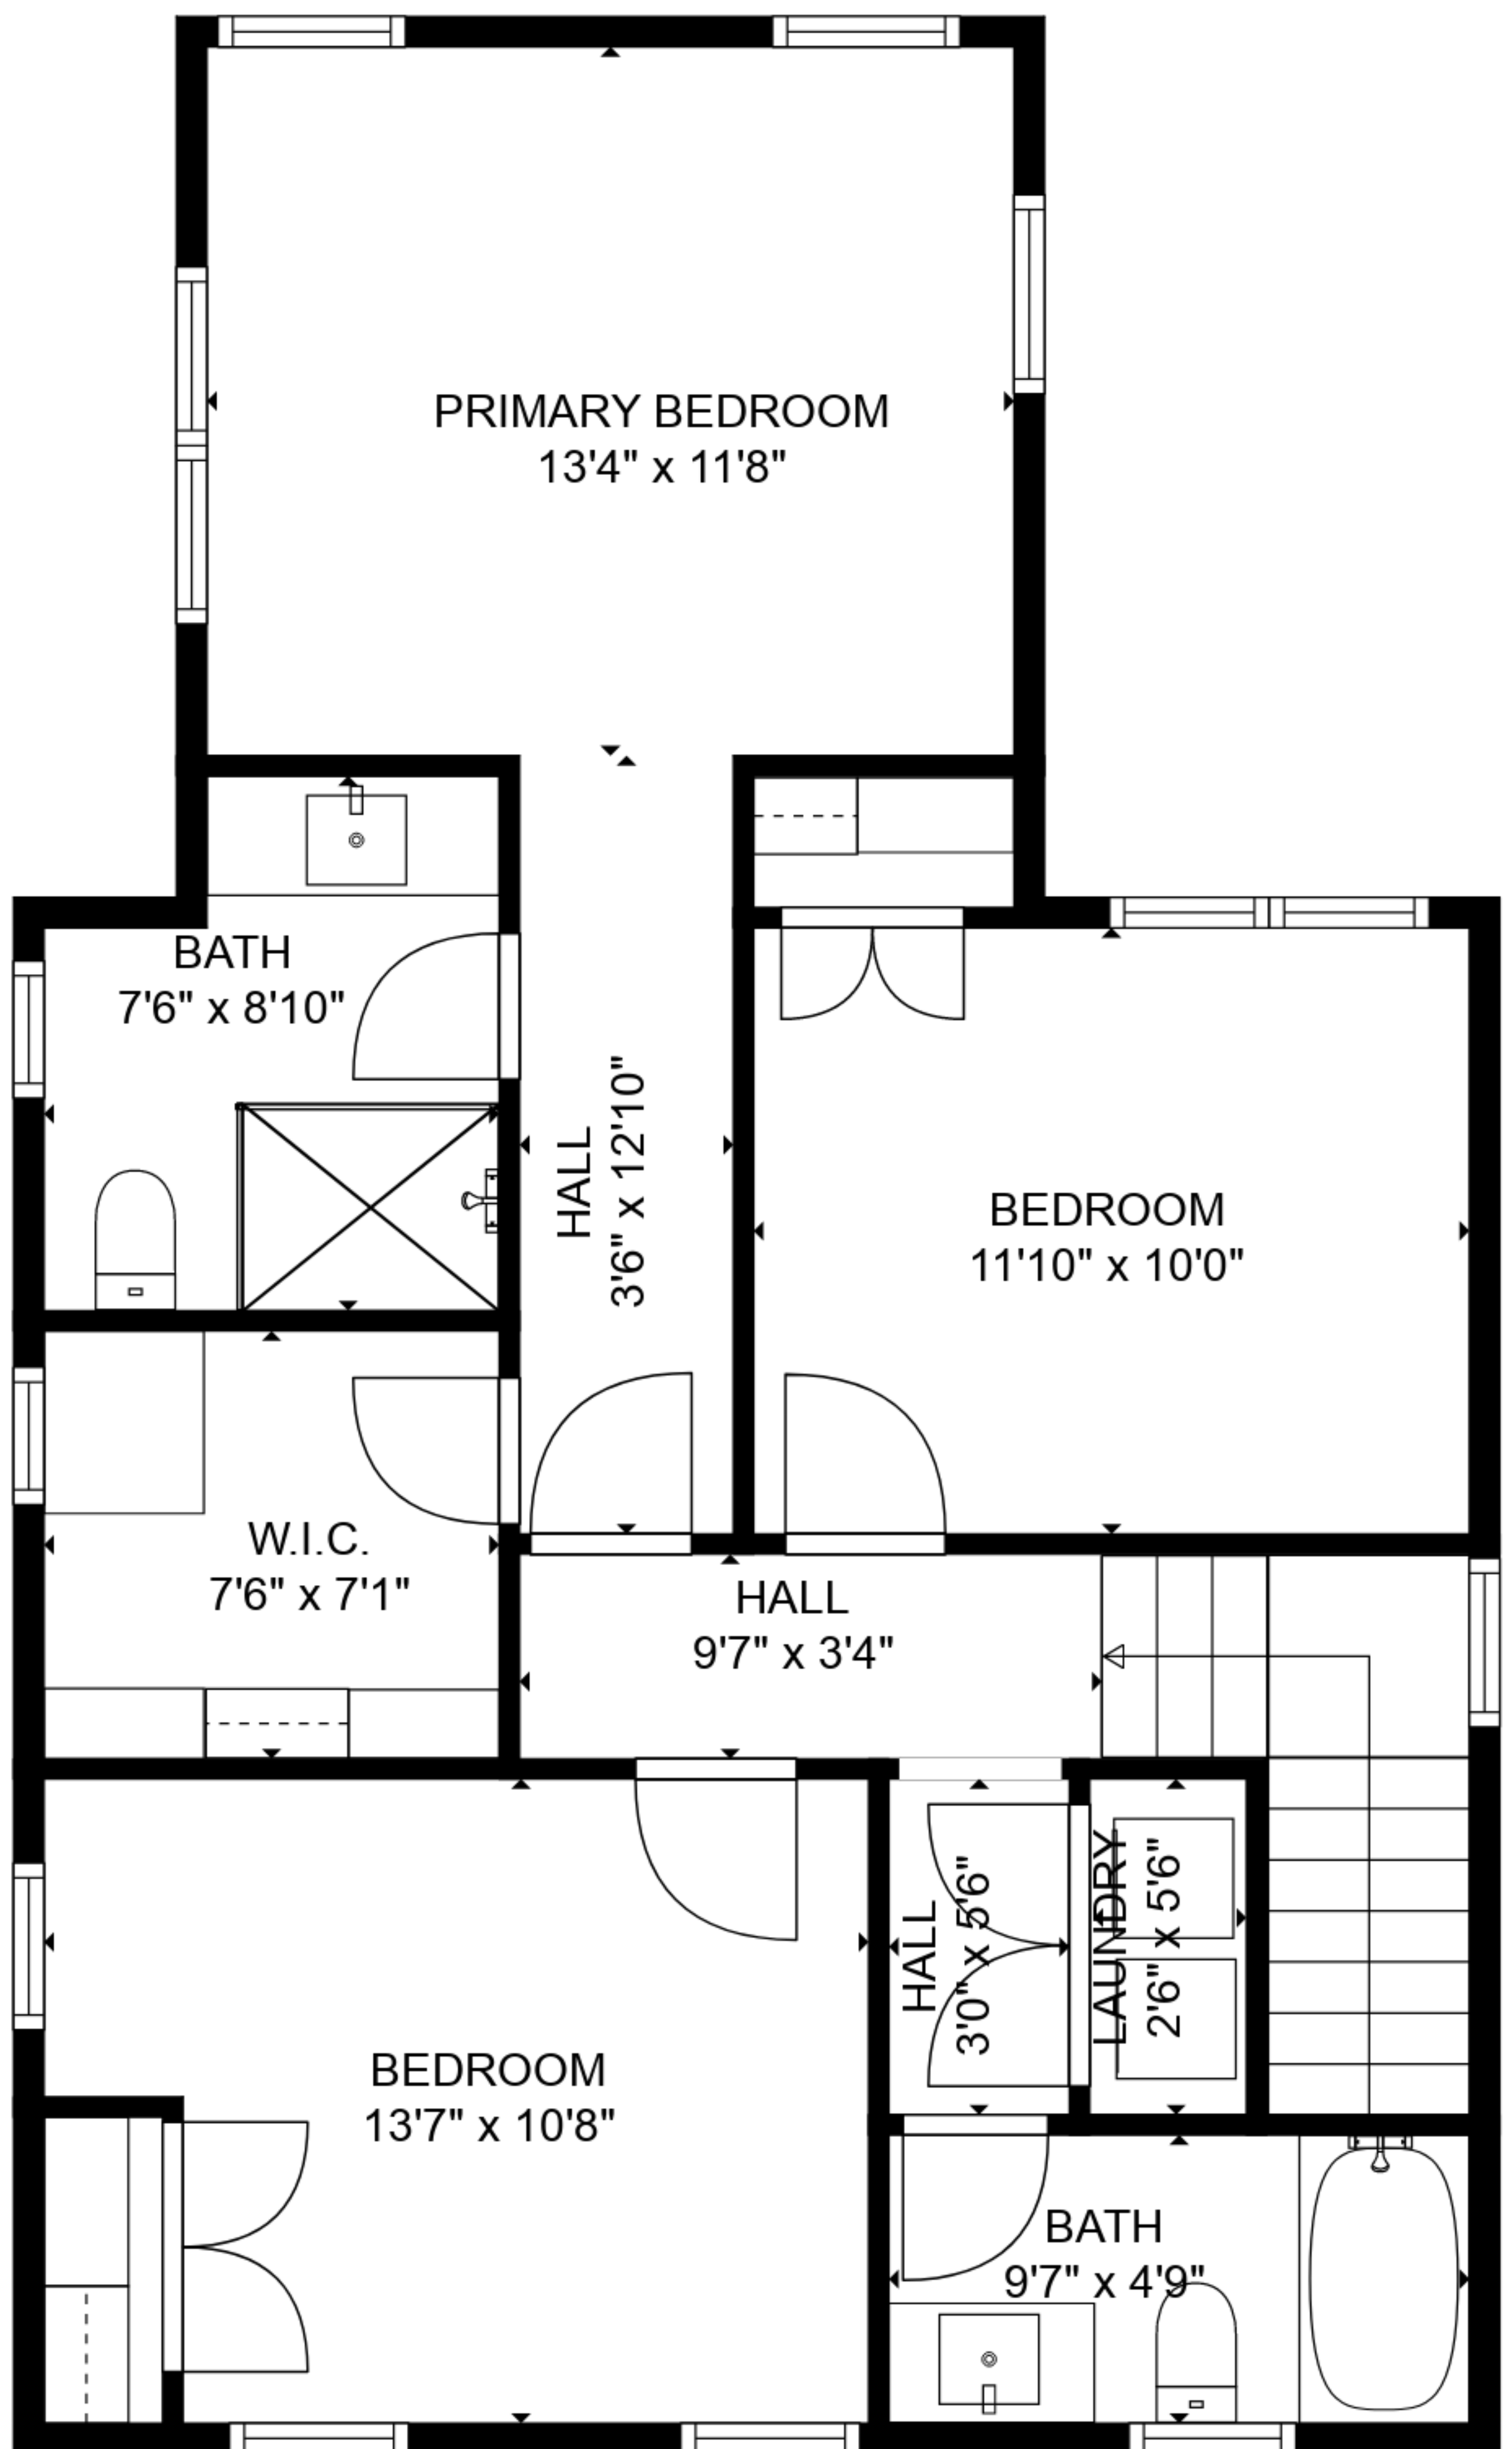 PRIMARY BEDROOM
13'4" x 11'8"
BATH
7'6" x 8'10"
HALL
3'6" x 12'10"
BEDROOM
11'10" x 10'0"
W.I.C.
7'6" x 7'1"
HALL
9'7" x 3'4"
HALL
3'0" x 5'6"
LAUNDRY
2'6" x 5'6"
BEDROOM
13'7" x 10'8"
BATH
9'7" x 4'9"